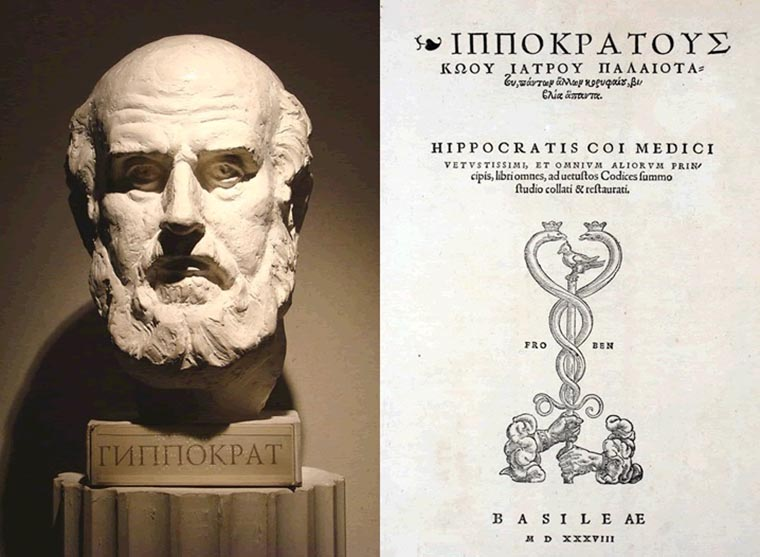 ГИППОКРАТ
ΙΠΠΟΚΡΑΤΟΥΣ
ΚΩΟΥ ΙΑΤΡΟΥ ΠΑΛΑΙΟΤΑ=
του, πάντων ἄλλων κορυφαίου, βι-
βλία ἅπαντα.
HIPPOCRATIS COI MEDICI
VETVSTISSIMI, ET OMNIVM ALIORVM PRIN-
cipis, libri omnes, ad uetustos Codices summo
studio collati & restaurati.
FRO BEN
BASILEAE
M D XXXVIII